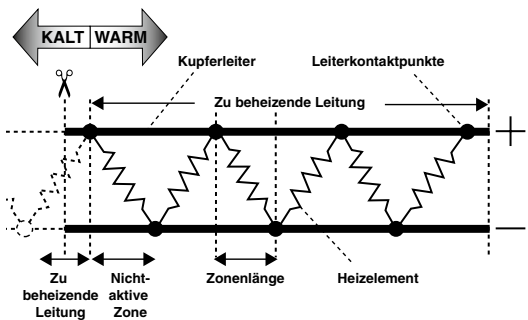 KALT WARM
Kupferleiter
Leiterkontaktpunkte
Zu beheizende Leitung
+
—
Zu
beheizende
Leitung
Nicht-
aktive
Zone
Zonenlänge
Heizelement